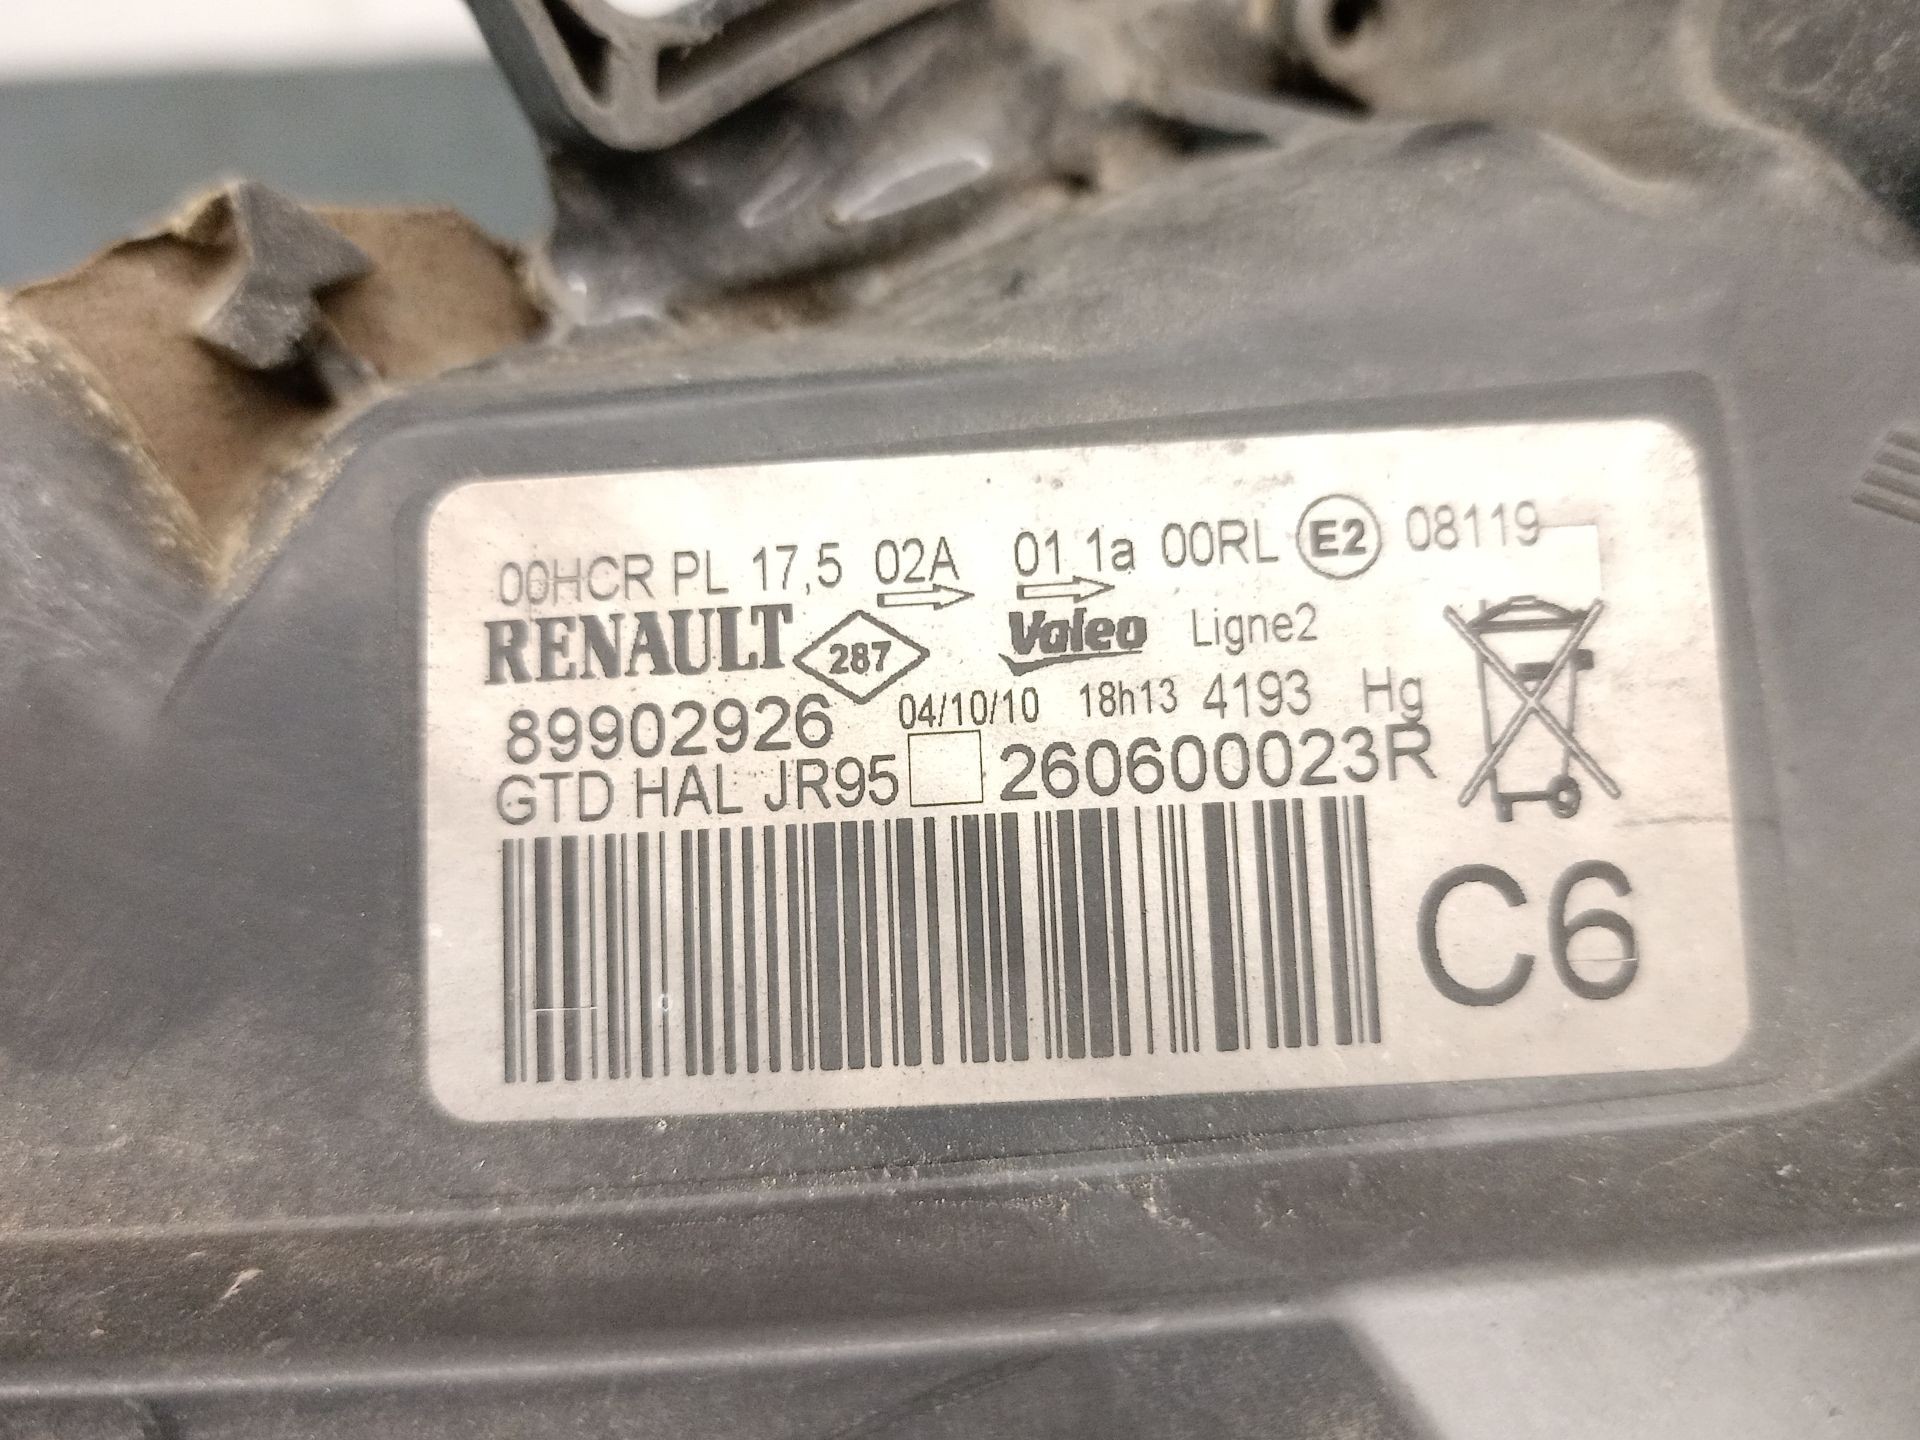 00HCR PL 17,5 02A 01 1a 00RL E2 08119
RENAULT 287 Valeo Ligne2
89902926 04/10/10 18h13 4193 Hg
GTD HAL JR95 260600023R
C6